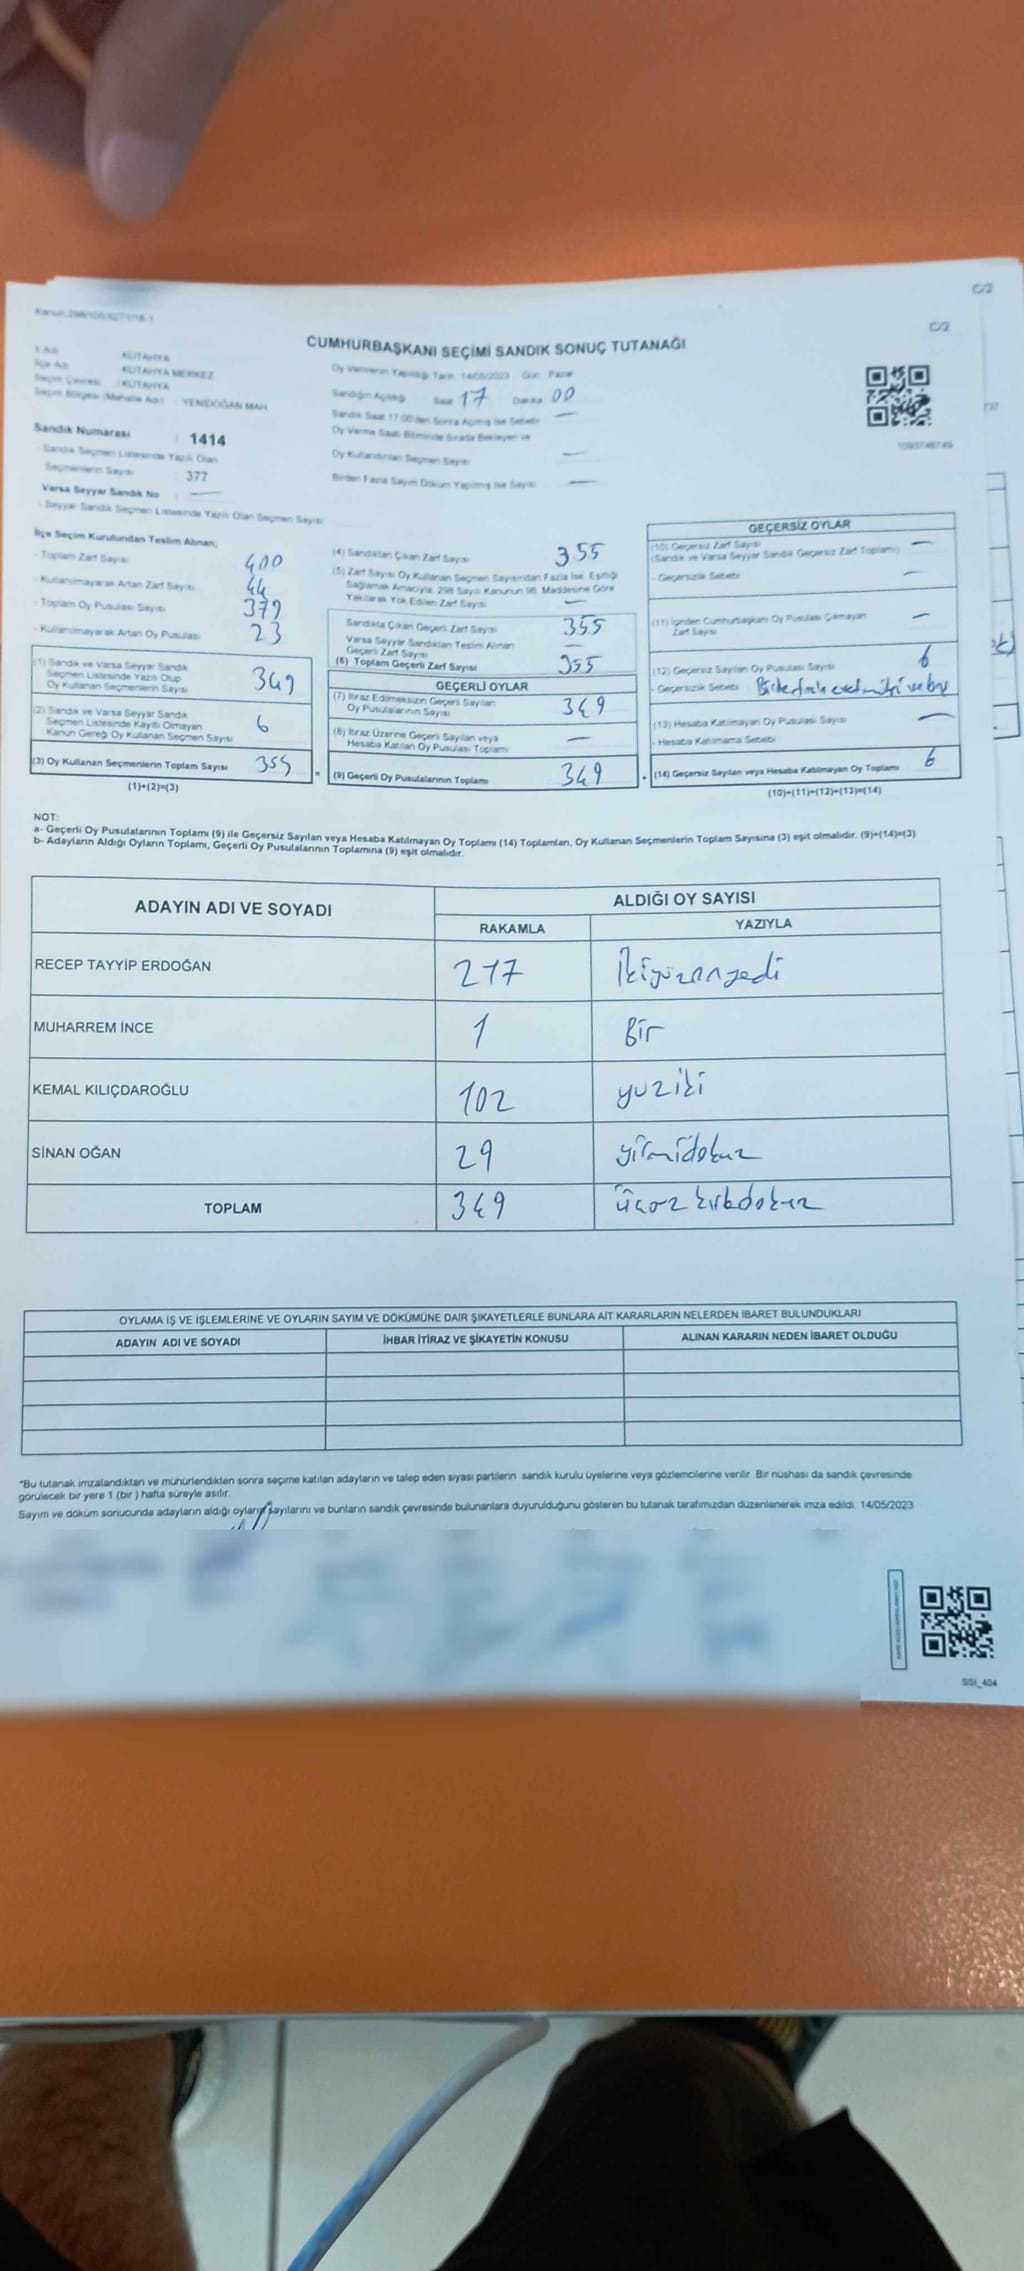 C/2
C/2
CUMHURBAŞKANI SEÇİMİ SANDIK SONUÇ TUTANAĞI
İl Adı KÜTAHYA
İlçe Adı KÜTAHYA MERKEZ
Seçim Çevresi : KÜTAHYA
Seçim Bölgesi (Mahalle Adı) : YENİDOĞAN MAH.
Sandık Numarası : 1414
- Sandık Seçmen Listesinde Yazılı Olan
Seçmenlerin Sayısı : 377
Varsa Seyyar Sandık No : —
- Seyyar Sandık Seçmen Listesinde Yazılı Olan Seçmen Sayısı:
Oy Vermenin Yapıldığı Tarih: 14/05/2023 Gün: Pazar
Sandığın Açıldığı Saat 17 Dakika 00
Sandık Saat 17:00'den Sonra Açılmış İse Sebebi —
Oy Verme Saati Bitiminde Sırada Bekleyen ve
Oy Kullandırılan Seçmen Sayısı —
Birden Fazla Sayım Döküm Yapılmış İse Sayısı —
İlçe Seçim Kurulundan Teslim Alınan;
- Toplam Zarf Sayısı 400
- Kullanılmayarak Artan Zarf Sayısı 44
- Toplam Oy Pusulası Sayısı 379
- Kullanılmayarak Artan Oy Pusulası 23
(1) Sandık ve Varsa Seyyar Sandık
Seçmen Listesinde Yazılı Olup
Oy Kullanan Seçmenlerin Sayısı 349
(2) Sandık ve Varsa Seyyar Sandık
Seçmen Listesinde Kayıtlı Olmayan
Kanun Gereği Oy Kullanan Seçmen Sayısı 6
(3) Oy Kullanan Seçmenlerin Toplam Sayısı 355
(1)+(2)=(3)
=
(4) Sandıktan Çıkan Zarf Sayısı 355
(5) Zarf Sayısı Oy Kullanan Seçmen Sayısından Fazla İse, Eşitliği
Sağlamak Amacıyla, 298 Sayılı Kanunun 98. Maddesine Göre
Yakılarak Yok Edilen Zarf Sayısı —
Sandıkta Çıkan Geçerli Zarf Sayısı 355
Varsa Seyyar Sandıktan Teslim Alınan
Geçerli Zarf Sayısı —
(6) Toplam Geçerli Zarf Sayısı 355
GEÇERLİ OYLAR
(7) İtiraz Edilmeksizin Geçerli Sayılan
Oy Pusulalarının Sayısı 349
(8) İtiraz Üzerine Geçerli Sayılan veya
Hesaba Katılan Oy Pusulası Toplamı —
(9) Geçerli Oy Pusulalarının Toplamı 349
+
GEÇERSİZ OYLAR
(10) Geçersiz Zarf Sayısı —
(Sandık ve Varsa Seyyar Sandık Geçersiz Zarf Toplamı)
- Geçersizlik Sebebi —
(11) İçinden Cumhurbaşkanı Oy Pusulası Çıkmayan
Zarf Sayısı —
(12) Geçersiz Sayılan Oy Pusulası Sayısı 6
- Geçersizlik Sebebi
(13) Hesaba Katılmayan Oy Pusulası Sayısı —
- Hesaba Katılmama Sebebi
(14) Geçersiz Sayılan veya Hesaba Katılmayan Oy Toplamı 6
(10)+(11)+(12)+(13)=(14)
NOT:
a- Geçerli Oy Pusulalarının Toplamı (9) ile Geçersiz Sayılan veya Hesaba Katılmayan Oy Toplamı (14) Toplamları, Oy Kullanan Seçmenlerin Toplam Sayısına (3) eşit olmalıdır. (9)+(14)=(3)
b- Adayların Aldığı Oyların Toplamı, Geçerli Oy Pusulalarının Toplamına (9) eşit olmalıdır.
ADAYIN ADI VE SOYADI ALDIĞI OY SAYISI
RAKAMLA YAZIYLA
RECEP TAYYİP ERDOĞAN 217 ikiyüzonyedi
MUHARREM İNCE 1 Bir
KEMAL KILIÇDAROĞLU 102 yüziki
SİNAN OĞAN 29 yirmidokuz
TOPLAM 349 üçyüz kırkdokuz
OYLAMA İŞ VE İŞLEMLERİNE VE OYLARIN SAYIM VE DÖKÜMÜNE DAİR ŞİKAYETLERLE BUNLARA AİT KARARLARIN NELERDEN İBARET BULUNDUKLARI
ADAYIN ADI VE SOYADI İHBAR İTİRAZ VE ŞİKAYETİN KONUSU ALINAN KARARIN NEDEN İBARET OLDUĞU
*Bu tutanak imzalandıktan ve mühürlendikten sonra seçime katılan adayların ve talep eden siyasi partilerin sandık kurulu üyelerine veya gözlemcilerine verilir. Bir nüshası da sandık çevresinde
görülecek bir yere 1 (bir ) hafta süreyle asılır.
Sayım ve döküm sonucunda adayların aldığı oyların sayılarını ve bunların sandık çevresinde bulunanlara duyurulduğunu gösteren bu tutanak tarafımızdan düzenlenerek imza edildi. 14/05/2023
SSI_404